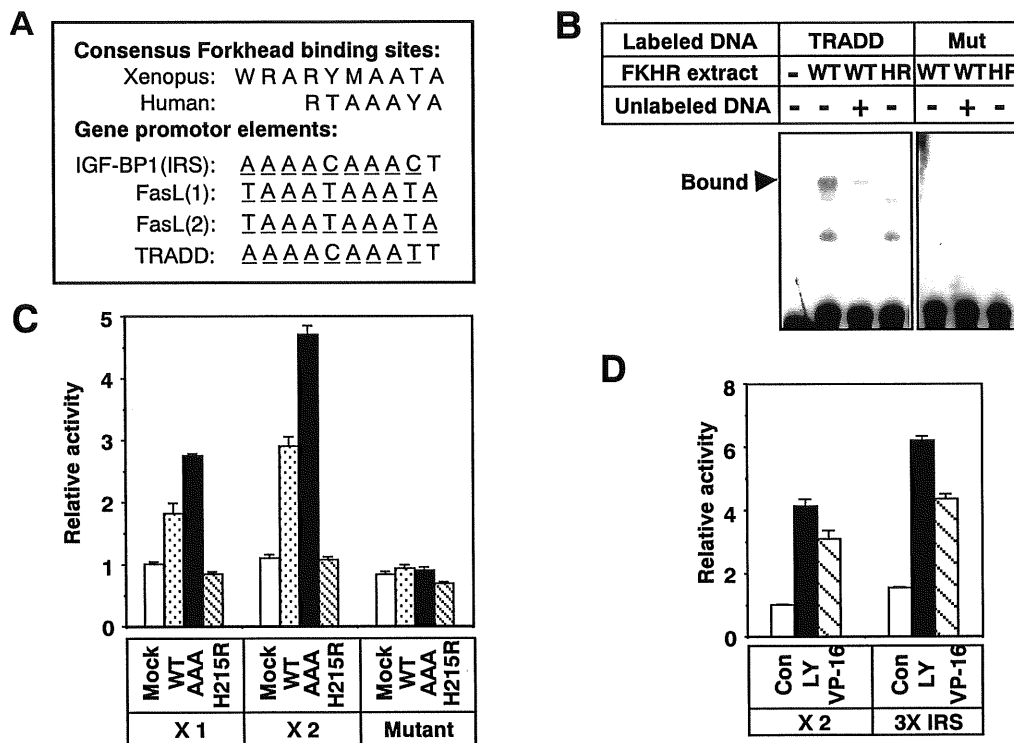 A
Consensus Forkhead binding sites:
Xenopus: W R A R Y M A A T A
Human: R T A A A Y A
Gene promotor elements:
IGF-BP1(IRS): A A A A C A A A C T
FasL(1): T A A A T A A A T A
FasL(2): T A A A T A A A T A
TRADD: A A A A C A A A T T
B
Labeled DNA TRADD Mut
FKHR extract - WT WT HR WT WT HR
Unlabeled DNA - - + - - + -
Bound
C
Relative activity
5
4
3
2
1
0
Mock WT AAA H215R Mock WT AAA H215R Mock WT AAA H215R
X 1 X 2 Mutant
D
Relative activity
8
6
4
2
0
Con LY VP-16 Con LY VP-16
X 2 3X IRS